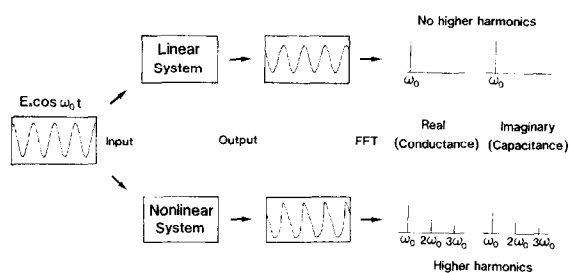 No higher harmonics
Linear
System
ω₀
ω₀
E₀cos ω₀t
Input
Output
FFT
Real
(Conductance)
Imaginary
(Capacitance)
Nonlinear
System
ω₀ 2ω₀ 3ω₀
ω₀ 2ω₀ 3ω₀
Higher harmonics